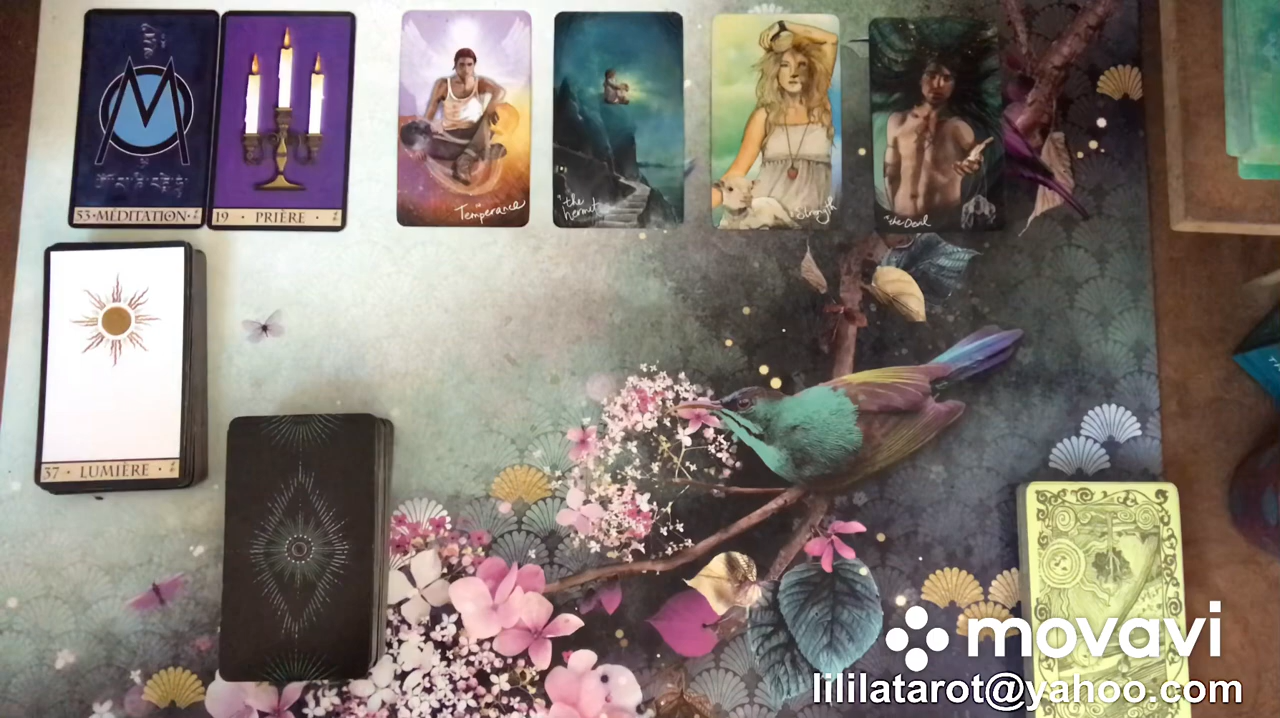 53 • MÉDITATION •
19 • PRIÈRE •
Temperance
the
hermit
Strength
the Devil
37 • LUMIÈRE •
movavi
lililatarot@yahoo.com